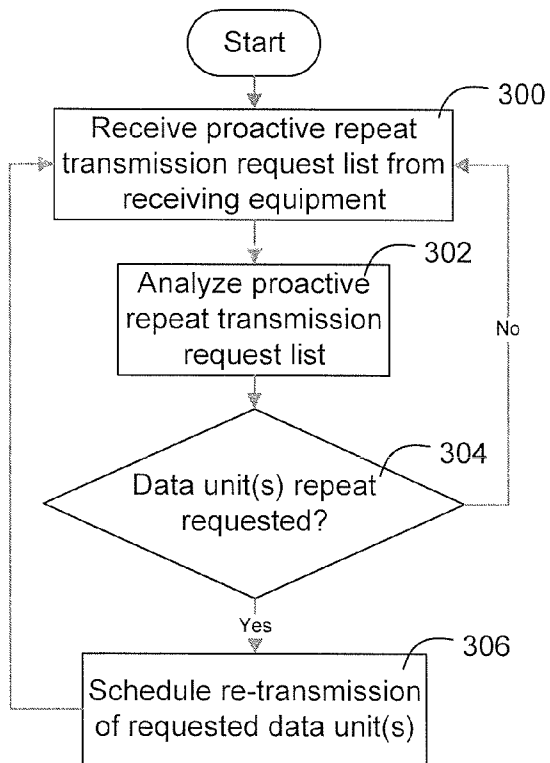 Start
300
Receive proactive repeat
transmission request list from
receiving equipment
302
Analyze proactive
repeat transmission
request list
No
304
Data unit(s) repeat
requested?
Yes
306
Schedule re-transmission
of requested data unit(s)